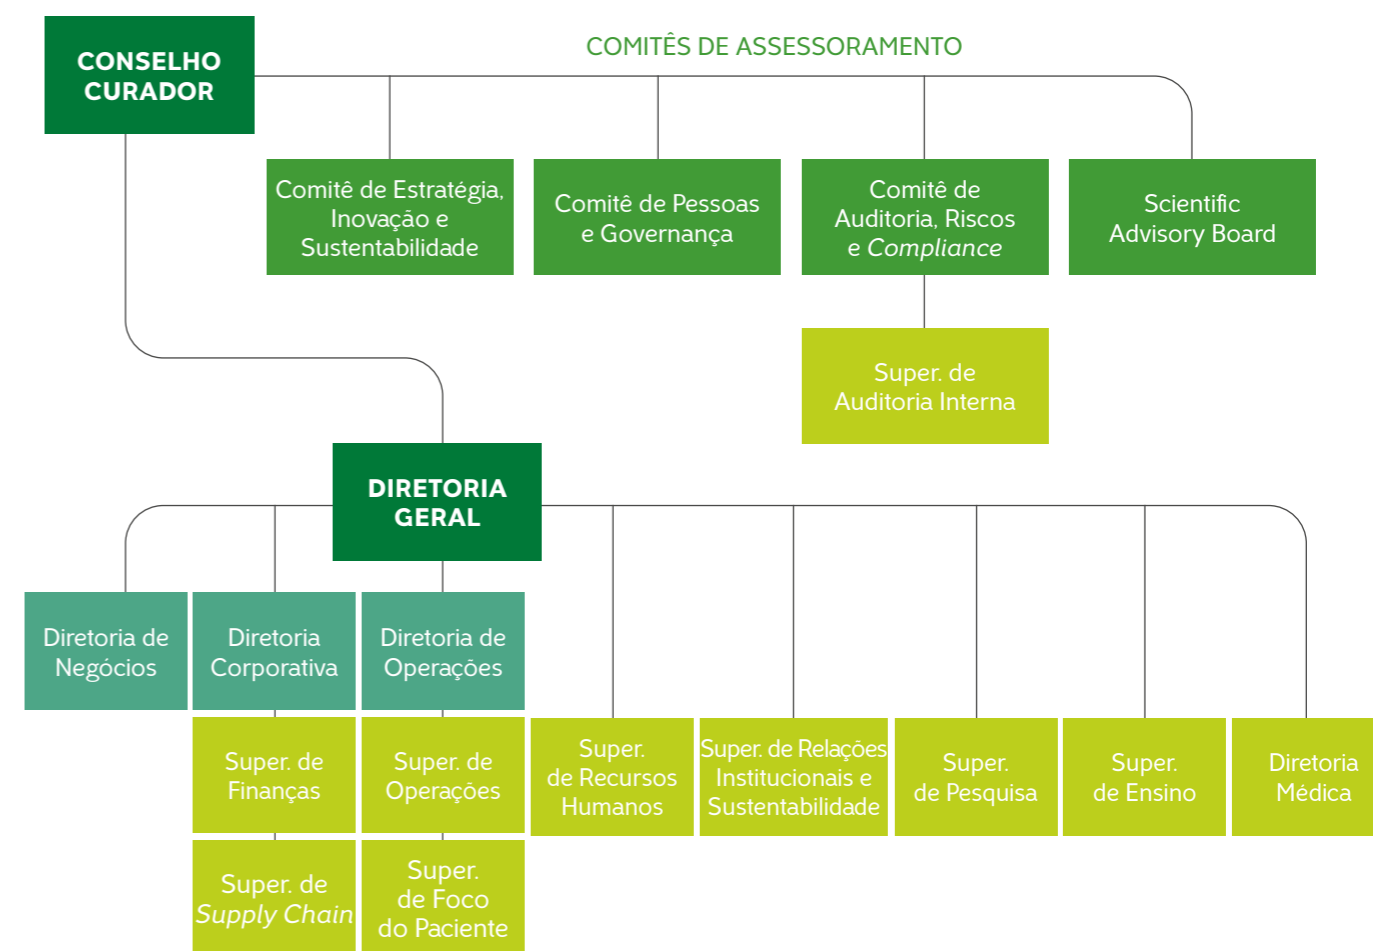 CONSELHO
CURADOR
COMITÊS DE ASSESSORAMENTO
Comitê de Estratégia,
Inovação e
Sustentabilidade
Comitê de Pessoas
e Governança
Comitê de
Auditoria, Riscos
e Compliance
Scientific
Advisory Board
Super. de
Auditoria Interna
DIRETORIA
GERAL
Diretoria de
Negócios
Diretoria
Corporativa
Diretoria de
Operações
Super. de
Finanças
Super. de
Operações
Super.
de Recursos
Humanos
Super. de Relações
Institucionais e
Sustentabilidade
Super.
de Pesquisa
Super.
de Ensino
Diretoria
Médica
Super. de
Supply Chain
Super.
de Foco
do Paciente